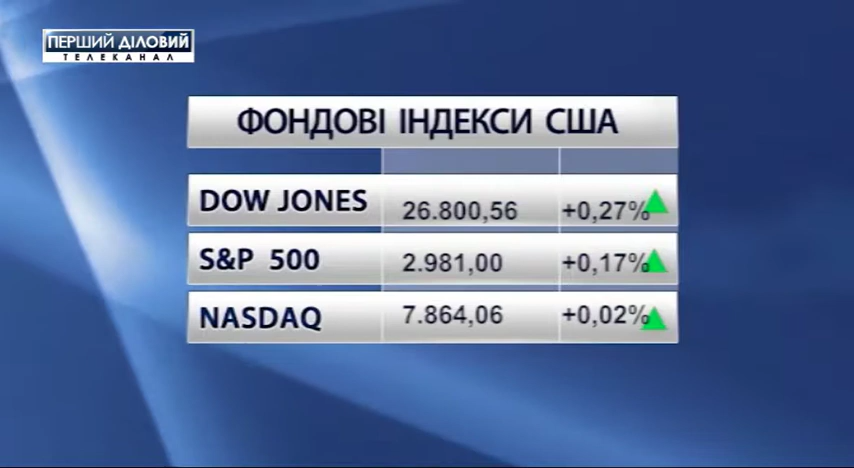 ПЕРШИЙ ДІЛОВИЙ
ТЕЛЕКАНАЛ
ФОНДОВІ ІНДЕКСИ США
DOW JONES 26.800,56 +0,27%
S&P 500 2.981,00 +0,17%
NASDAQ 7.864,06 +0,02%